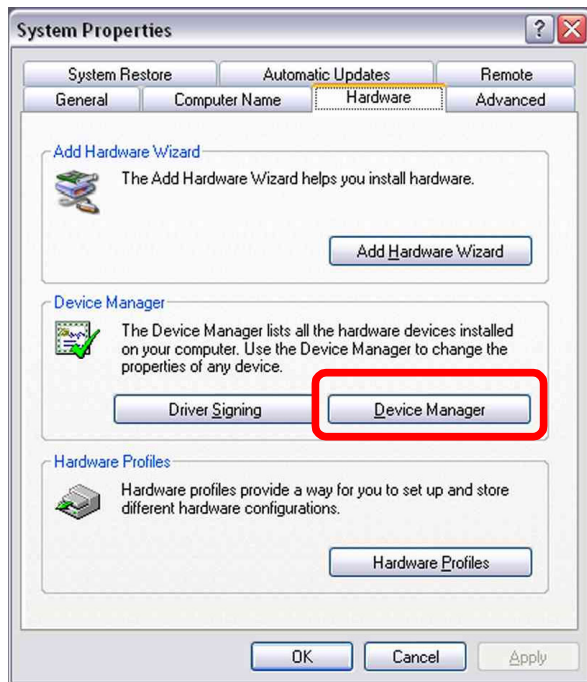 System Properties
System Restore
Automatic Updates
Remote
General
Computer Name
Hardware
Advanced
Add Hardware Wizard
The Add Hardware Wizard helps you install hardware.
Add Hardware Wizard
Device Manager
The Device Manager lists all the hardware devices installed
on your computer. Use the Device Manager to change the
properties of any device.
Driver Signing
Device Manager
Hardware Profiles
Hardware profiles provide a way for you to set up and store
different hardware configurations.
Hardware Profiles
OK
Cancel
Apply